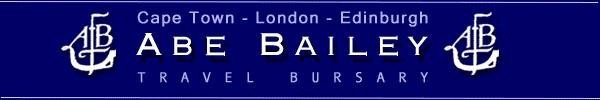 Cape Town - London - Edinburgh
ABE BAILEY
TRAVEL BURSARY